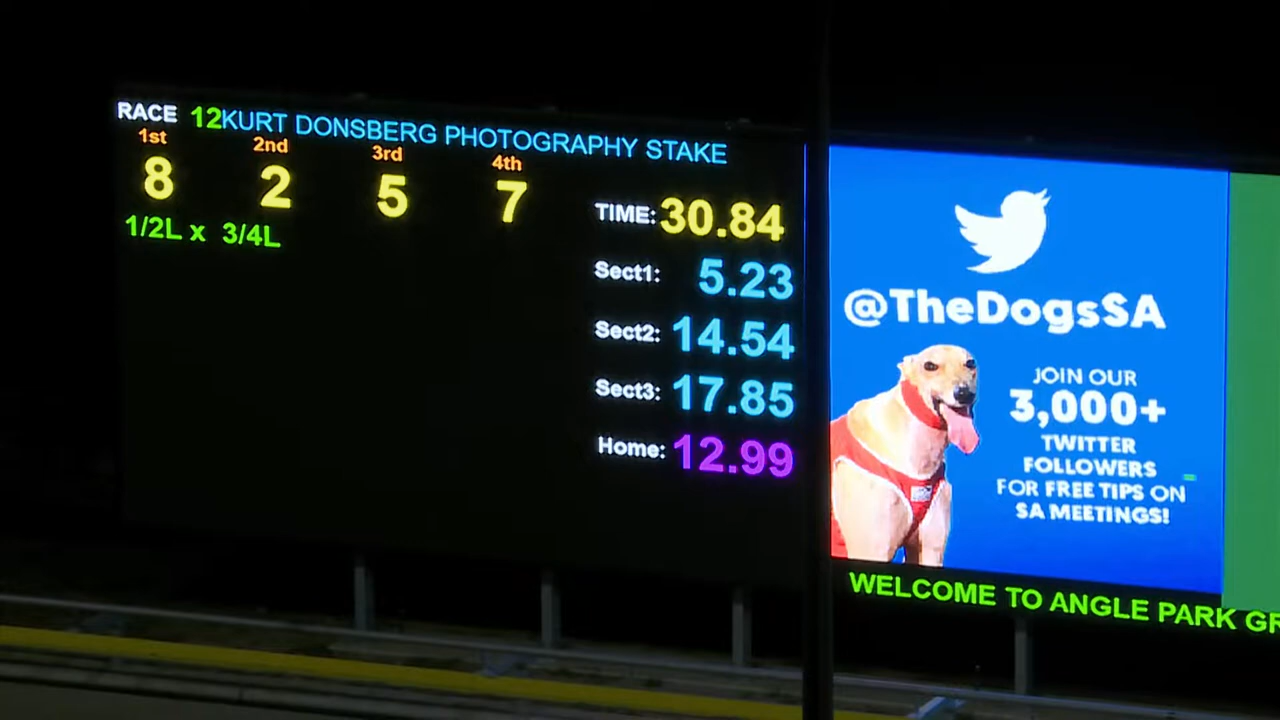 RACE 12KURT DONSBERG PHOTOGRAPHY STAKE
1st 2nd 3rd 4th
8 2 5 7
1/2L x 3/4L
TIME: 30.84
Sect1: 5.23
Sect2: 14.54
Sect3: 17.85
Home: 12.99
@TheDogsSA
JOIN OUR
3,000+
TWITTER
FOLLOWERS
FOR FREE TIPS ON
SA MEETINGS!
WELCOME TO ANGLE PARK GR